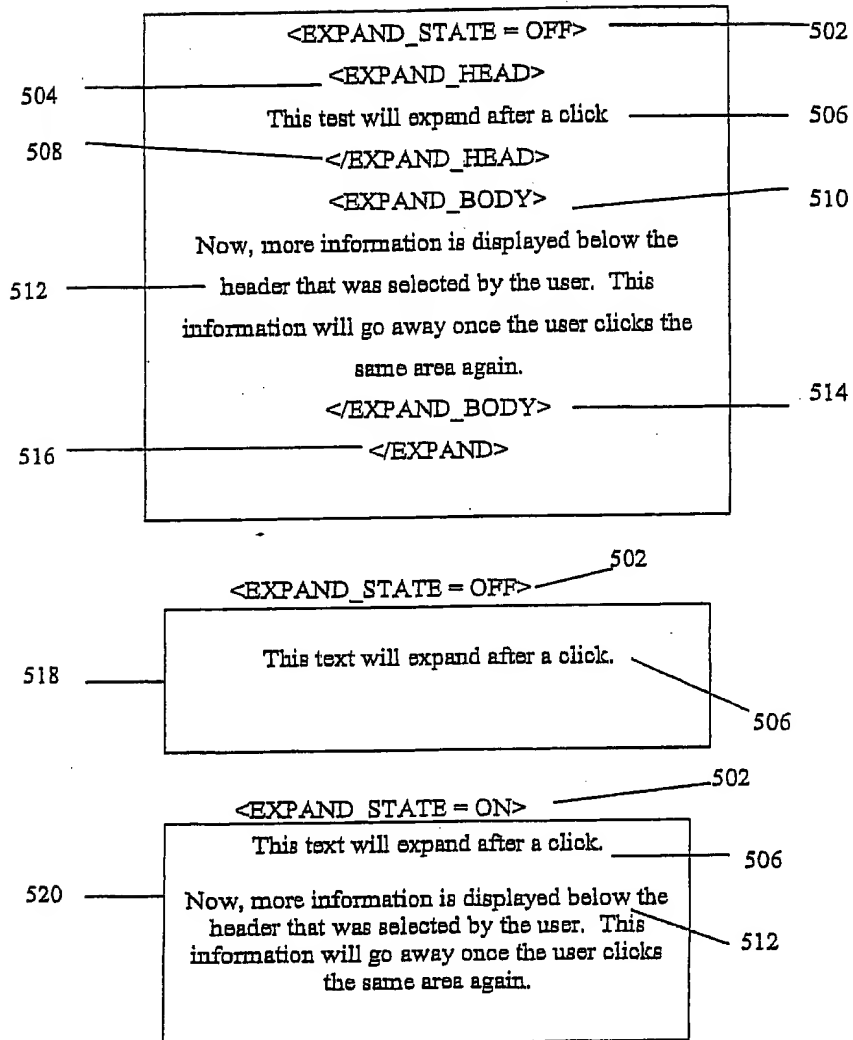 <EXPAND_STATE = OFF> 502
504 <EXPAND_HEAD>
This test will expand after a click 506
508 </EXPAND_HEAD>
<EXPAND_BODY> 510
Now, more information is displayed below the
512 header that was selected by the user. This
information will go away once the user clicks the
same area again.
</EXPAND_BODY> 514
516 </EXPAND>
<EXPAND_STATE = OFF> 502
518 This text will expand after a click.
506
<EXPAND STATE = ON> 502
This text will expand after a click. 506
520 Now, more information is displayed below the
header that was selected by the user. This
information will go away once the user clicks 512
the same area again.